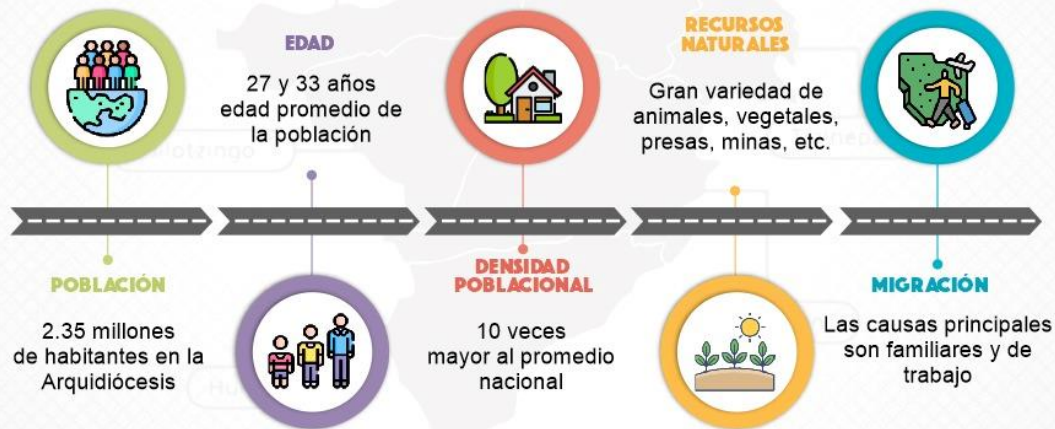 POBLACIÓN
2.35 millones
de habitantes en la
Arquidiócesis
EDAD
27 y 33 años
edad promedio de
la población
DENSIDAD
POBLACIONAL
10 veces
mayor al promedio
nacional
RECURSOS
NATURALES
Gran variedad de
animales, vegetales,
presas, minas, etc.
MIGRACIÓN
Las causas principales
son familiares y de
trabajo